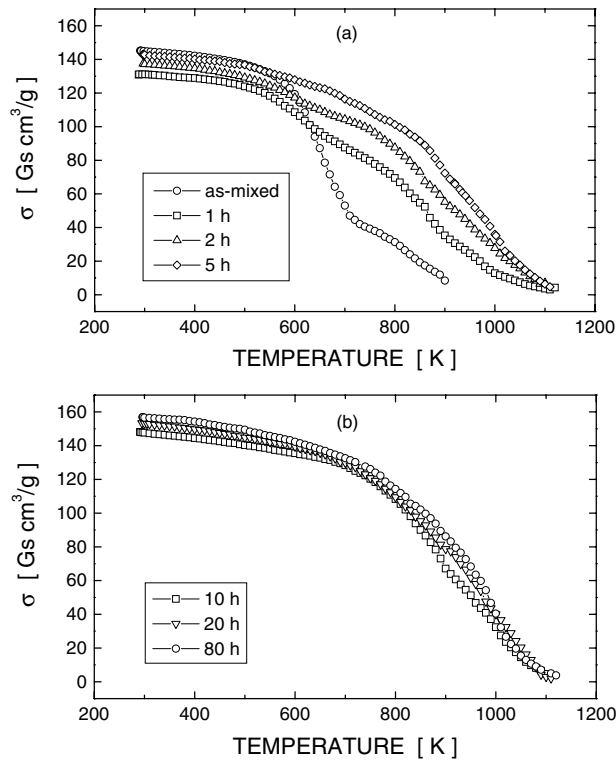 (a)
160
140
120
100
80
60
40
20
0
σ [ Gs cm³/g]
as-mixed
1 h
2 h
5 h
200 400 600 800 1000 1200
TEMPERATURE [ K ]
(b)
160
140
120
100
80
60
40
20
0
σ [ Gs cm³/g]
10 h
20 h
80 h
200 400 600 800 1000 1200
TEMPERATURE [ K ]